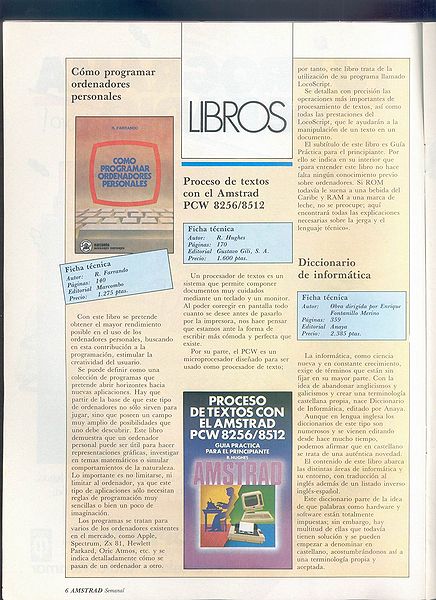 Cómo programar
ordenadores
personales
R. FARRANDO
COMO
PROGRAMAR
ORDENADORES
PERSONALES
marcombo
Ficha técnica
Autor: R. Farrando
Páginas: 140
Editorial Marcombo
Precio: 1.275 ptas.
Con este libro se pretende
obtener el mayor rendimiento
posible en el uso de los
ordenadores personales, buscando
en esta contribución a la
programación, estimular la
creatividad del usuario.
Se puede definir como una
colección de programas que
pretende abrir horizontes hacia
nuevas aplicaciones. Hay que
partir de la base de que este tipo
de ordenadores no sólo sirven para
jugar, sino que poseen un campo
muy amplio de posibilidades que
uno debe descubrir. Este libro
demuestra que un ordenador
personal puede ser útil para hacer
representaciones gráficas, investigar
en temas matemáticos o simular
comportamientos de la naturaleza.
Lo importante es no limitarse, ni
limitar al ordenador, ya que este
tipo de aplicaciones sólo necesitan
reglas de programación muy
sencillas o bien un poco de
imaginación.
Los programas se tratan para
varios de los ordenadores existentes
en el mercado, como Apple,
Spectrum, Zx 81, Hewlett
Parkard, Oric Atmos, etc. y se
indica detalladamente cómo se
pasan de un ordenador a otro.
LIBROS
Proceso de textos
con el Amstrad
PCW 8256/8512
Ficha técnica
Autor: R. Hughes
Páginas: 170
Editorial Gustavo Gili, S. A.
Precio: 1.600 ptas.
Un procesador de textos es un
sistema que permite componer
documentos muy cuidados
mediante un teclado y un monitor.
Al poder corregir en pantalla todo
cuanto se desee antes de pasarlo
por la impresora, nos hace pensar
que estamos ante la forma de
escribir más cómoda y perfecta que
existe.
Por su parte, el PCW es un
microprocesador diseñado para ser
usado como procesador de texto;
PROCESO
DE TEXTOS CON
EL AMSTRAD
PCW 8256/8512
GUIA PRACTICA
PARA EL PRINCIPIANTE
R. HUGHES
AMSTRAD
por tanto, este libro trata de la
utilización de su programa llamado
LocoScript.
Se detallan con precisión las
operaciones más importantes de
procesamiento de textos, así como
todas las prestaciones del
LocoScript, que le ayudarán a la
manipulación de un texto en un
documento.
El subtítulo de este libro es Guía
Práctica para el principiante. Por
ello se indica en su interior que
«para entender este libro no hace
falta ningún conocimiento previo
sobre ordenadores. Si ROM
todavía le suena a una bebida del
Caribe y RAM a una marca de
leche, no se preocupe; aquí
encontrará todas las explicaciones
necesarias sobre la jerga y el
lenguaje técnico».
Diccionario
de informática
Ficha técnica
Autor: Obra dirigida por Enrique
Fontanillo Merino
Páginas: 359
Editorial Anaya
Precio: 2.385 ptas.
La informática, como ciencia
nueva y en constante crecimiento,
exige de términos que están sin
fijar en su mayor parte. Con la
idea de abandonar anglicismos y
galicismos y crear una terminología
castellana propia, nace Diccionario
de Informática, editado por Anaya.
Aunque en lengua inglesa los
diccionarios de este tipo son
numerosos y se vienen editando
desde hace mucho tiempo,
podemos afirmar que en castellano
se trata de una auténtica novedad.
El contenido de este libro abarca
las distintas áreas de informática y
su entorno, con traducción al
inglés además de un listado inverso
inglés-español.
Este diccionario parte de la idea
de que palabras como hardware y
software están totalmente
impuestas; sin embargo, hay
multitud de ellas que todavía
tienen solución y se pueden
empezar a denominar en
castellano, acostumbrándonos así a
una terminología propia y
aceptada.
6 AMSTRAD Semanal